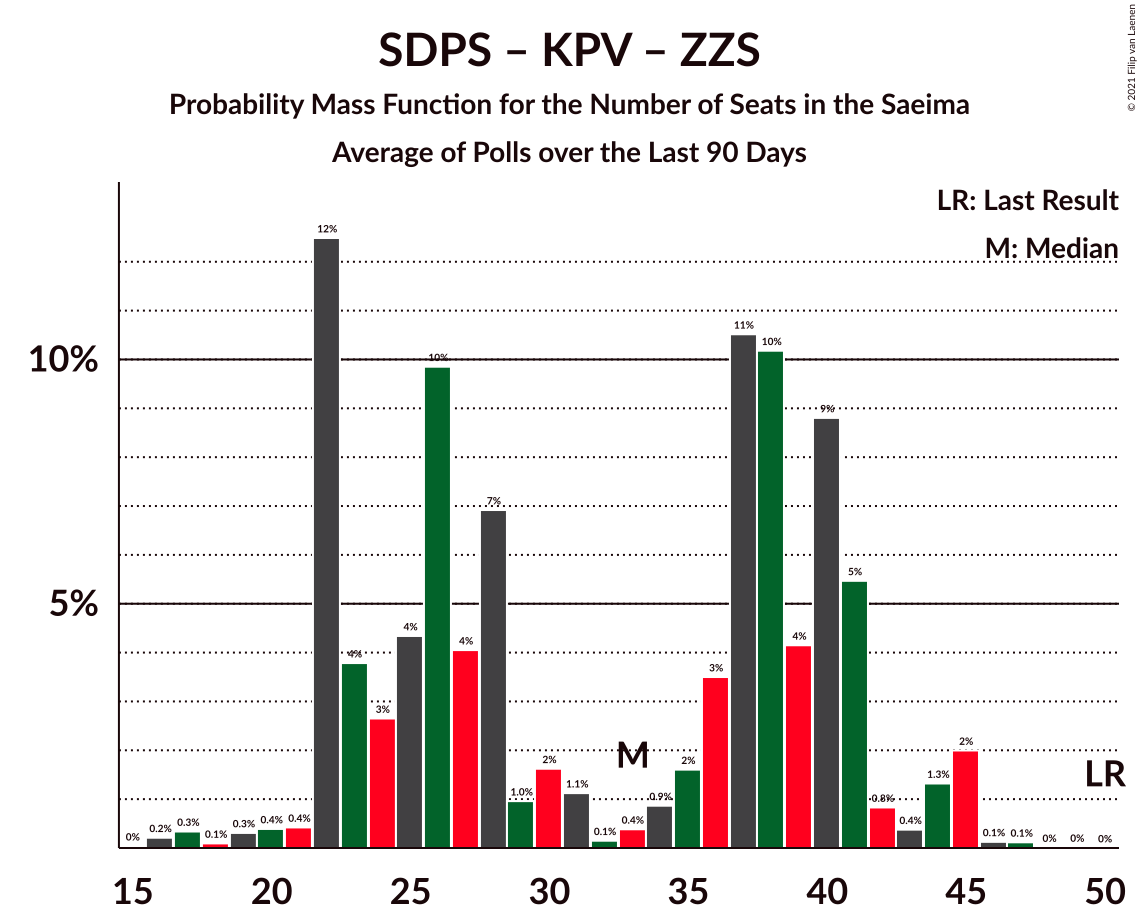 SDPS – KPV – ZZS
Probability Mass Function for the Number of Seats in the Saeima
Average of Polls over the Last 90 Days
© 2021 Filip van Laenen
LR: Last Result
M: Median
10%
5%
0% 0.2% 0.3% 0.1% 0.3% 0.4% 0.4% 12% 4% 3% 4% 10% 4% 7% 1.0% 2% 1.1% 0.1% 0.4% 0.9% 2% 3% 11% 10% 4% 9% 5% 0.8% 0.4% 1.3% 2% 0.1% 0.1% 0% 0% 0%
M
LR
15 20 25 30 35 40 45 50